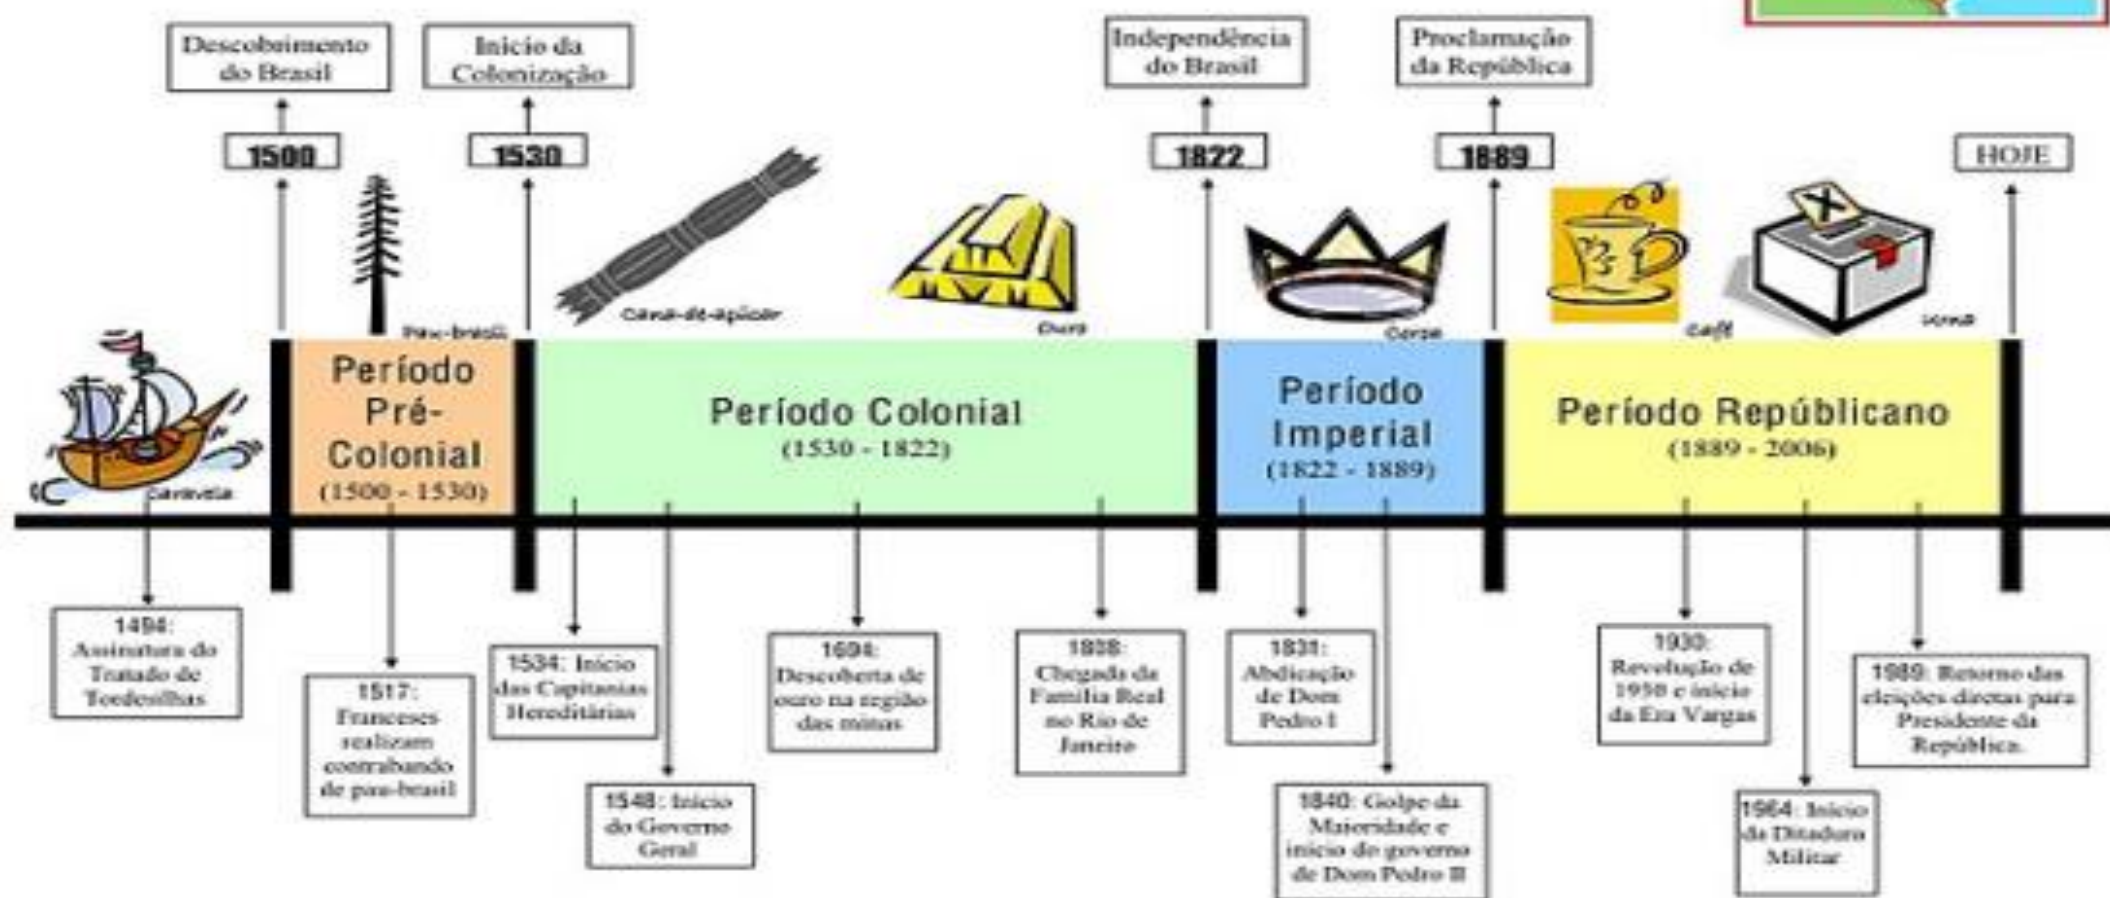 Descobrimento
do Brasil
Início da
Colonização
Independência
do Brasil
Proclamação
da República
1500
1530
1822
1889
HOJE
Cana-de-açúcar
Pau-brasil
Ouro
Coroa
Café
urna
caravela
Período
Pré-
Colonial
(1500 - 1530)
Período Colonial
(1530 - 1822)
Período
Imperial
(1822 - 1889)
Período Repúblicano
(1889 - 2006)
1494:
Assinatura do
Tratado de
Tordesilhas
1517:
Franceses
realizam
contrabando
de pau-brasil
1534: Início
das Capitanias
Hereditárias
1548: Início
do Governo
Geral
1694:
Descoberta de
ouro na região
das minas
1808:
Chegada da
Família Real
no Rio de
Janeiro
1831:
Abdicação
de Dom
Pedro I
1840: Golpe da
Maioridade e
início do governo
de Dom Pedro II
1930:
Revolução de
1930 e início
da Era Vargas
1964: Início
da Ditadura
Militar
1989: Retorno das
eleições diretas para
Presidente da
República.